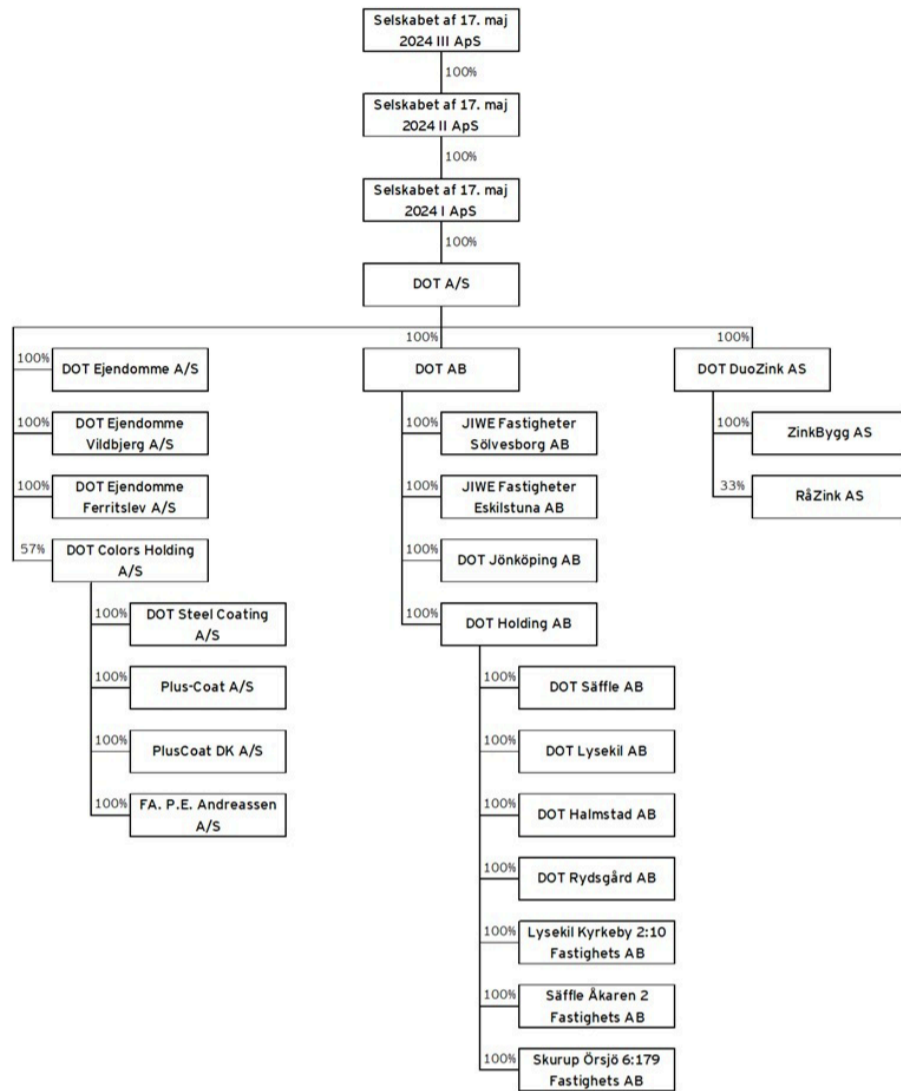 Selskabet af 17. maj
2024 III ApS
100%
Selskabet af 17. maj
2024 II ApS
100%
Selskabet af 17. maj
2024 I ApS
100%
DOT A/S
100%
DOT Ejendomme A/S
100%
DOT Ejendomme
Vildbjerg A/S
100%
DOT Ejendomme
Ferritslev A/S
57%
DOT Colors Holding
A/S
100%
DOT Steel Coating
A/S
100%
Plus-Coat A/S
100%
PlusCoat DK A/S
100%
FA. P.E. Andreassen
A/S
100%
DOT AB
100%
JIWE Fastigheter
Sölvesborg AB
100%
JIWE Fastigheter
Eskilstuna AB
100%
DOT Jönköping AB
100%
DOT Holding AB
100%
DOT Säffle AB
100%
DOT Lysekil AB
100%
DOT Halmstad AB
100%
DOT Rydsgård AB
100%
Lysekil Kyrkeby 2:10
Fastighets AB
100%
Säffle Åkaren 2
Fastighets AB
100%
Skurup Örsjö 6:179
Fastighets AB
100%
DOT DuoZink AS
100%
ZinkBygg AS
33%
RåZink AS